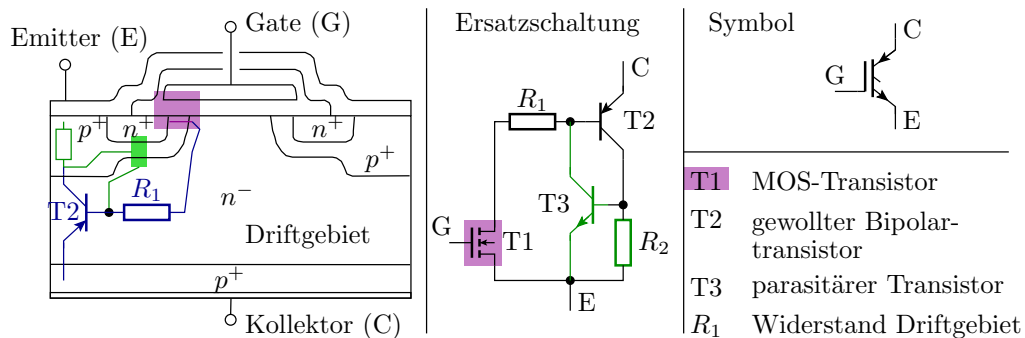 Emitter (E)
Gate (G)
p⁺
n⁺
n⁺
p⁺
R₁
n⁻
T2
Driftgebiet
p⁺
Kollektor (C)
Ersatzschaltung
C
R₁
T2
T3
G
T1
R₂
E
Symbol
C
G
E
T1 MOS-Transistor
T2 gewollter Bipolar-
transistor
T3 parasitärer Transistor
R₁ Widerstand Driftgebiet